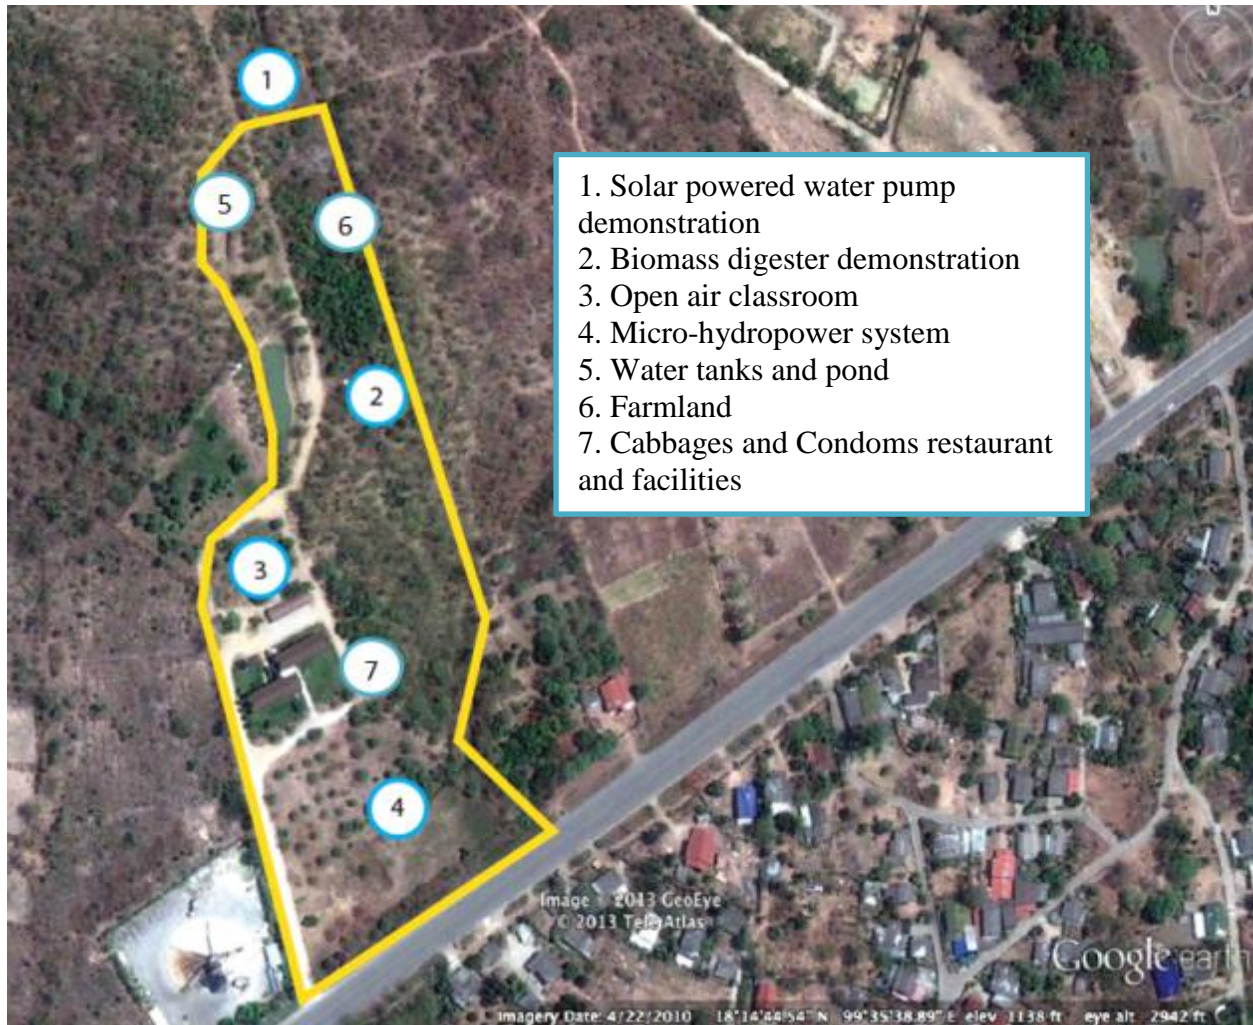 1
5
6
1. Solar powered water pump
demonstration
2. Biomass digester demonstration
3. Open air classroom
4. Micro-hydropower system
5. Water tanks and pond
6. Farmland
7. Cabbages and Condoms restaurant
and facilities
2
3
7
4
Image © 2013 GeoEye
© 2013 Tele Atlas
Google earth
Imagery Date: 4/22/2010 18°14'44.54" N 99°35'38.89" E elev 1138 ft eye alt 2942 ft